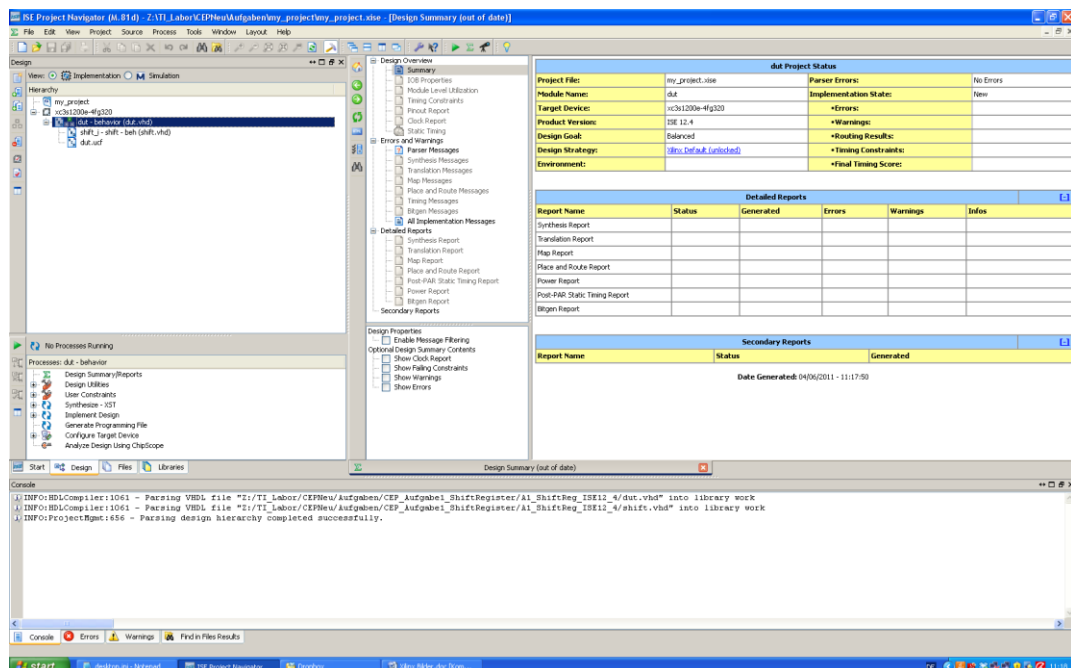 ISE Project Navigator (M.81d) - Z:\TI_Labor\CEPNeu\Aufgaben\my_project\my_project.xise - [Design Summary (out of date)]
File Edit View Project Source Process Tools Window Layout Help
Design
View: Implementation Simulation
Hierarchy
my_project
xc3s1200e-4fg320
dut - behavior (dut.vhd)
shift_i - shift - beh (shift.vhd)
dut.ucf
No Processes Running
Processes: dut - behavior
Design Summary/Reports
Design Utilities
User Constraints
Synthesize - XST
Implement Design
Generate Programming File
Configure Target Device
Analyze Design Using ChipScope
Start Design Files Libraries
Design Overview
Summary
IOB Properties
Module Level Utilization
Timing Constraints
Pinout Report
Clock Report
Static Timing
Errors and Warnings
Parser Messages
Synthesis Messages
Translation Messages
Map Messages
Place and Route Messages
Timing Messages
Bitgen Messages
All Implementation Messages
Detailed Reports
Synthesis Report
Translation Report
Map Report
Place and Route Report
Post-PAR Static Timing Report
Power Report
Bitgen Report
Secondary Reports
Design Properties
Enable Message Filtering
Optional Design Summary Contents
Show Clock Report
Show Failing Constraints
Show Warnings
Show Errors
dut Project Status
Project File: my_project.xise Parser Errors: No Errors
Module Name: dut Implementation State: New
Target Device: xc3s1200e-4fg320 •Errors:
Product Version: ISE 12.4 •Warnings:
Design Goal: Balanced •Routing Results:
Design Strategy: Xilinx Default (unlocked) •Timing Constraints:
Environment: •Final Timing Score:
Detailed Reports [-]
Report Name Status Generated Errors Warnings Infos
Synthesis Report
Translation Report
Map Report
Place and Route Report
Power Report
Post-PAR Static Timing Report
Bitgen Report
Secondary Reports [-]
Report Name Status Generated
Date Generated: 04/06/2011 - 11:17:50
Design Summary (out of date)
Console
INFO:HDLCompiler:1061 - Parsing VHDL file "Z:/TI_Labor/CEPNeu/Aufgaben/CEP_Aufgabe1_ShiftRegister/A1_ShiftReg_ISE12_4/dut.vhd" into library work
INFO:HDLCompiler:1061 - Parsing VHDL file "Z:/TI_Labor/CEPNeu/Aufgaben/CEP_Aufgabe1_ShiftRegister/A1_ShiftReg_ISE12_4/shift.vhd" into library work
INFO:ProjectMgmt:656 - Parsing design hierarchy completed successfully.
Console Errors Warnings Find in Files Results
start desktop.ini - Notepad ISE Project Navigator Dropbox